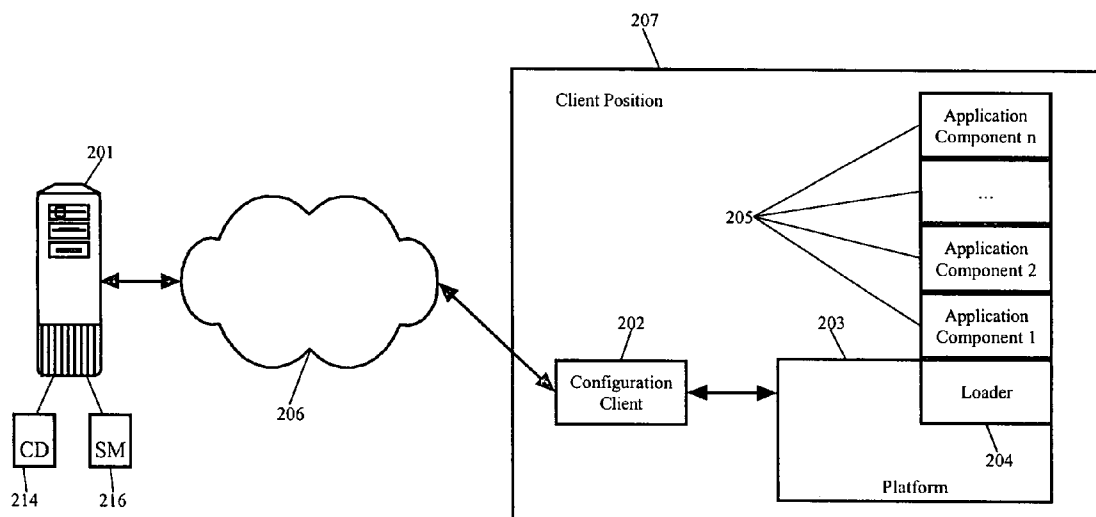 207
Client Position
Application
Component n
...
205
Application
Component 2
Application
Component 1
201
206
202
Configuration
Client
203
Loader
204
Platform
CD
SM
214
216